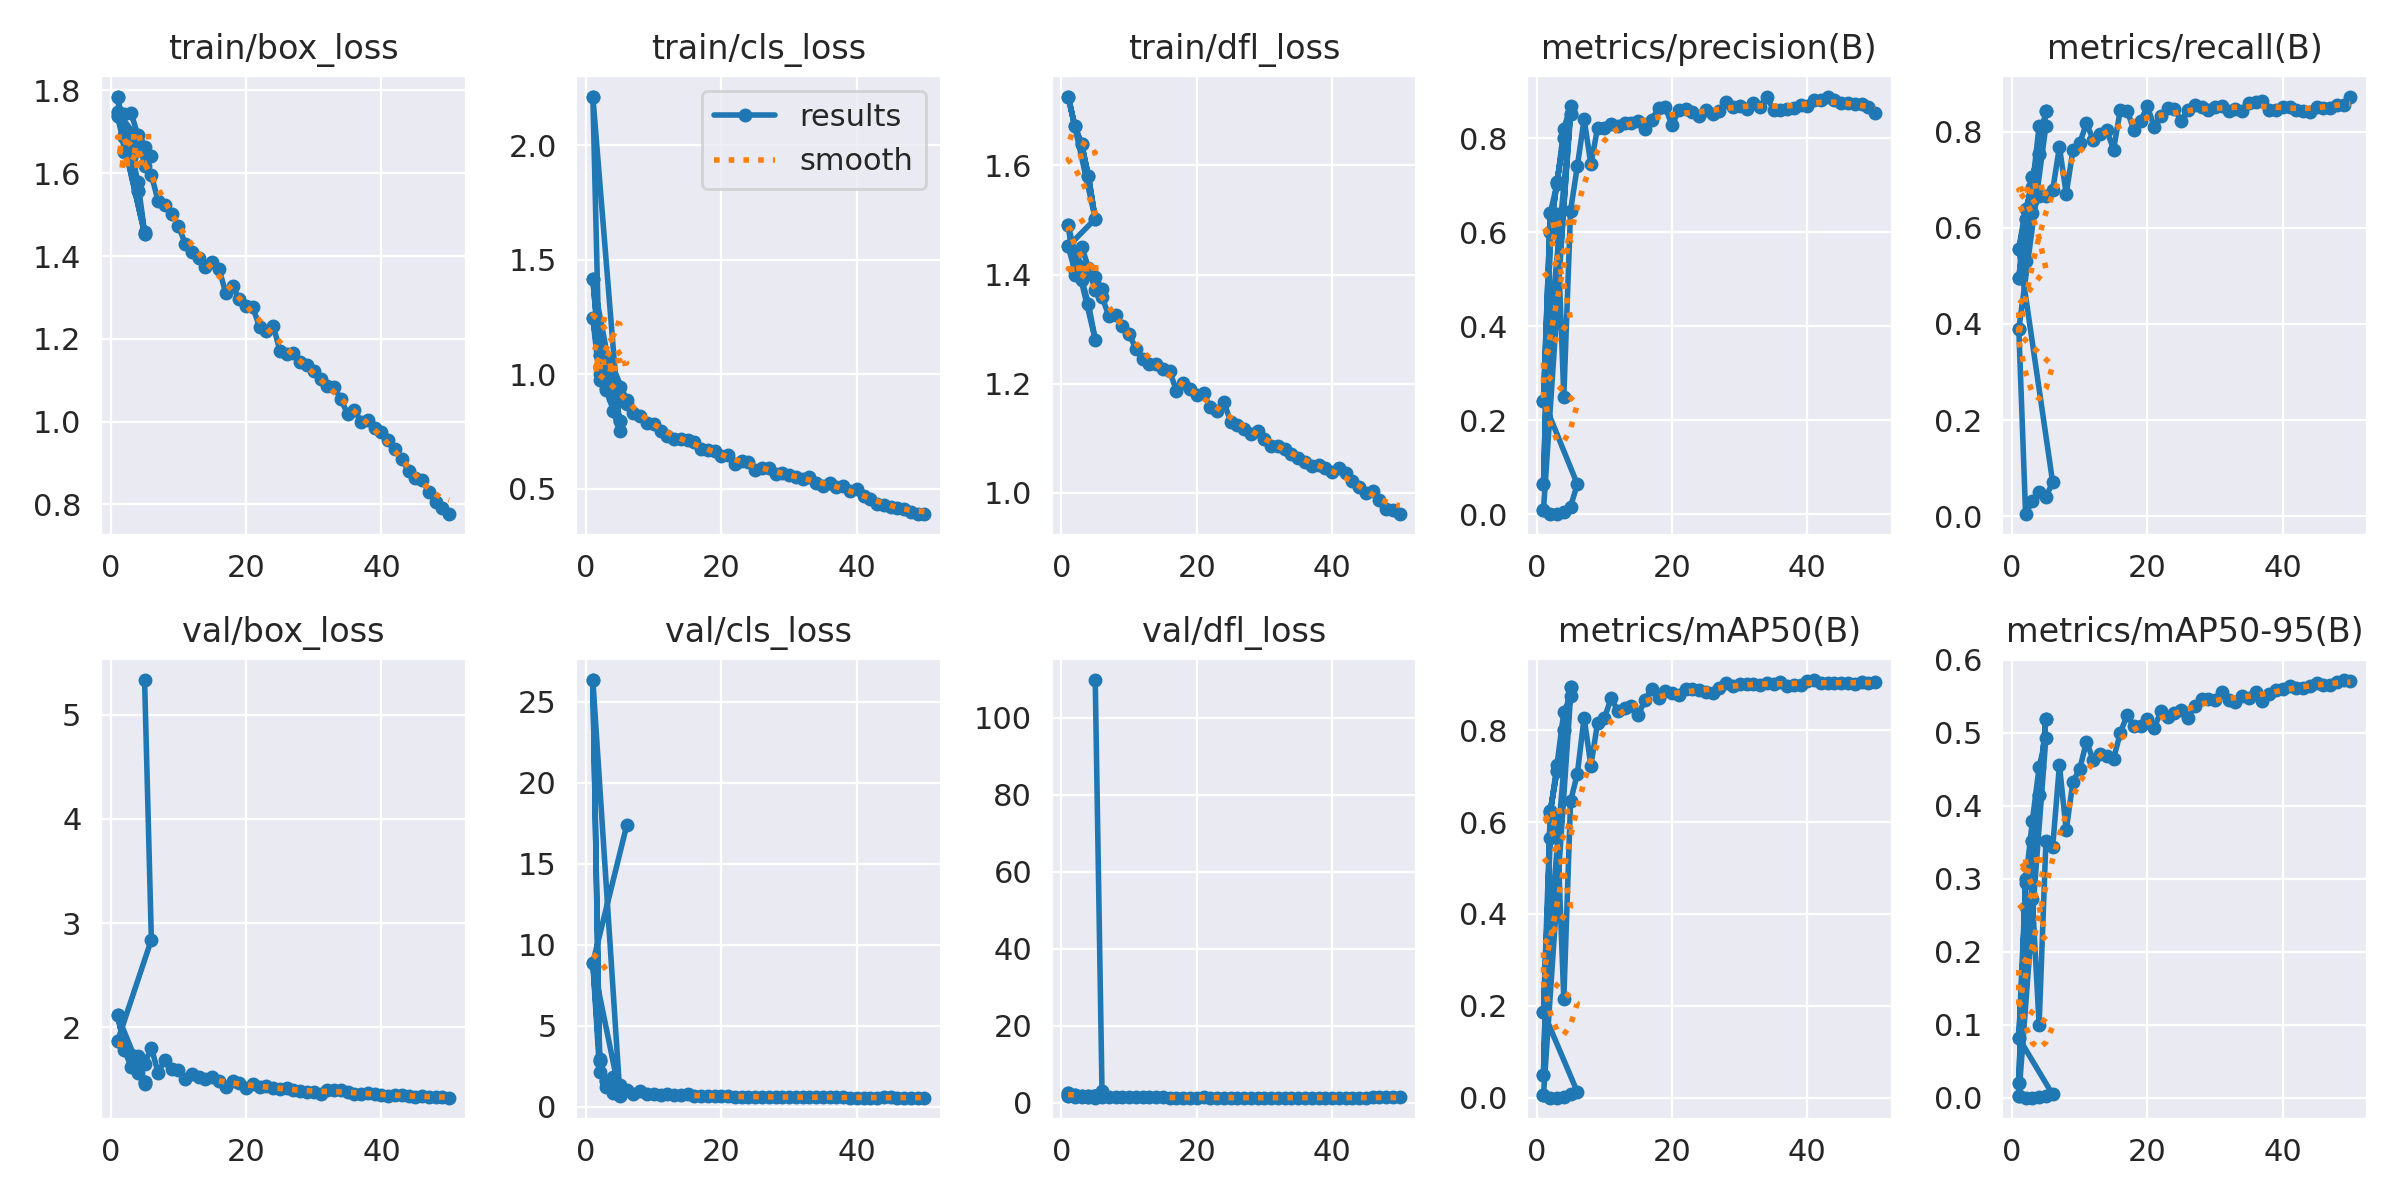 train/box_loss
1.8
1.6
1.4
1.2
1.0
0.8
0 20 40
train/cls_loss
results
smooth
2.0
1.5
1.0
0.5
0 20 40
train/dfl_loss
1.6
1.4
1.2
1.0
0 20 40
metrics/precision(B)
0.8
0.6
0.4
0.2
0.0
0 20 40
metrics/recall(B)
0.8
0.6
0.4
0.2
0.0
0 20 40
val/box_loss
5
4
3
2
0 20 40
val/cls_loss
25
20
15
10
5
0
0 20 40
val/dfl_loss
100
80
60
40
20
0
0 20 40
metrics/mAP50(B)
0.8
0.6
0.4
0.2
0.0
0 20 40
metrics/mAP50-95(B)
0.6
0.5
0.4
0.3
0.2
0.1
0.0
0 20 40